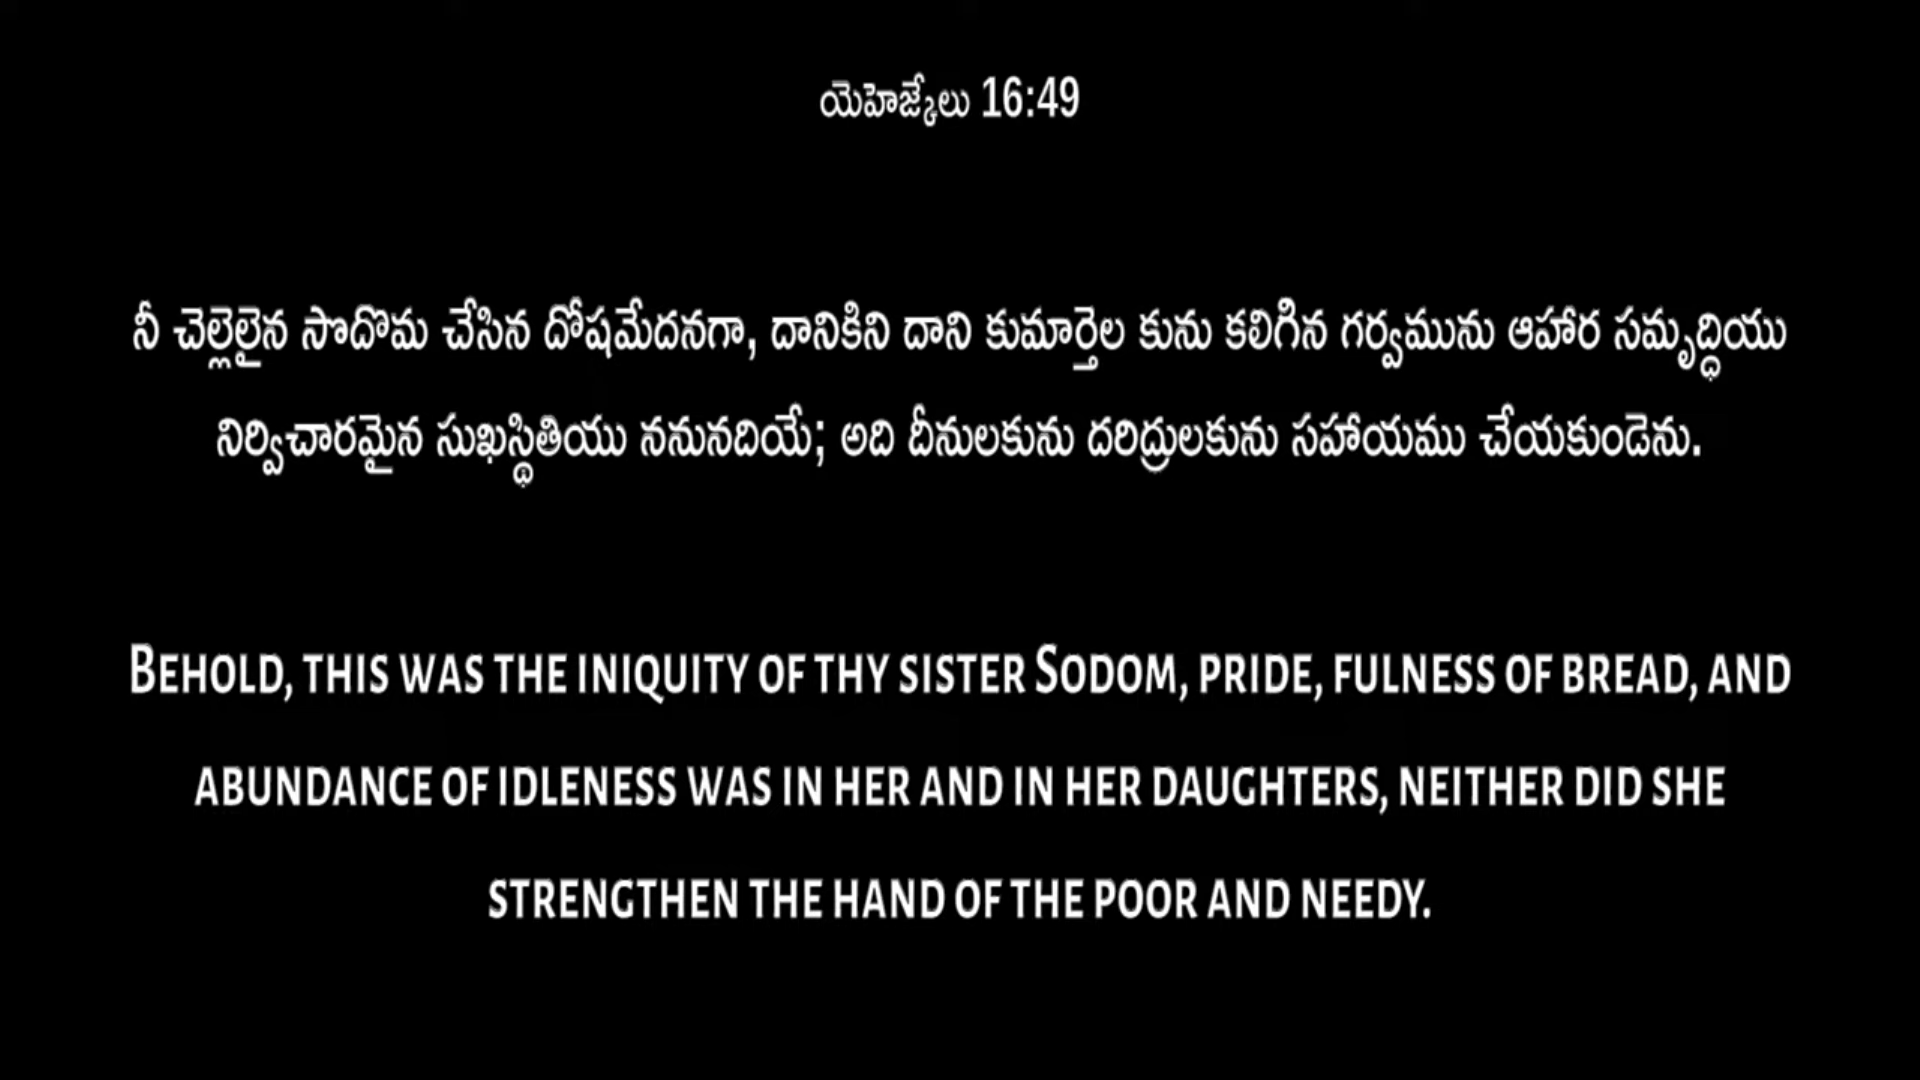 యెహెజ్కేలు 16:49
నీ చెల్లెలైన సొదొమ చేసిన దోషమేదనగా, దానికిని దాని కుమార్తెల కును కలిగిన గర్వమును ఆహార సమృద్ధియు
నిర్విచారమైన సుఖస్థితియు ననునదియే; అది దీనులకును దరిద్రులకును సహాయము చేయకుండెను.
Behold, this was the iniquity of thy sister Sodom, pride, fulness of bread, and
abundance of idleness was in her and in her daughters, neither did she
strengthen the hand of the poor and needy.